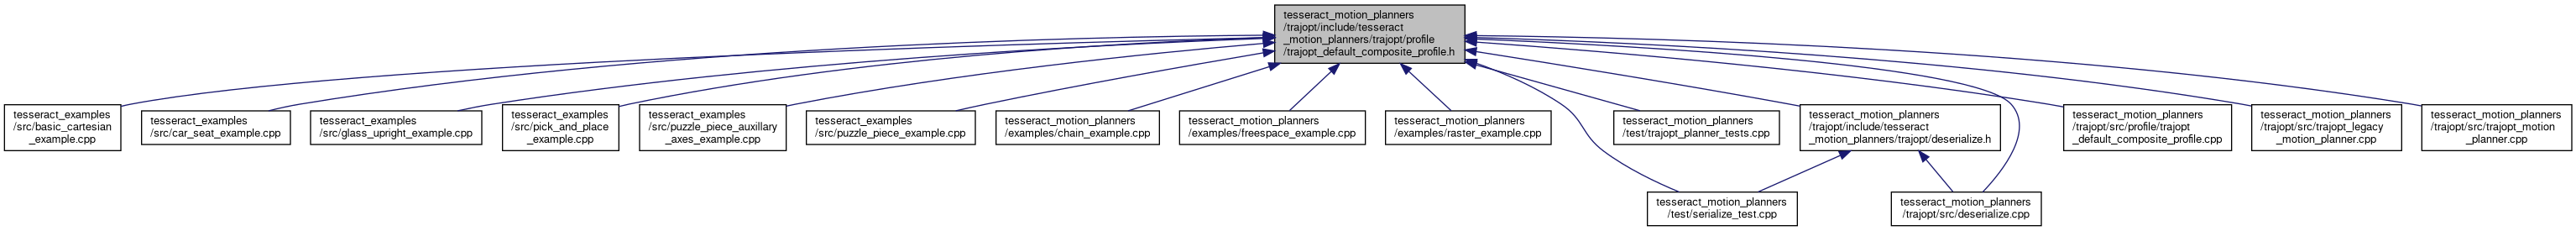 tesseract_motion_planners
/trajopt/include/tesseract
_motion_planners/trajopt/profile
/trajopt_default_composite_profile.h
tesseract_examples
/src/basic_cartesian
_example.cpp
tesseract_examples
/src/car_seat_example.cpp
tesseract_examples
/src/glass_upright_example.cpp
tesseract_examples
/src/pick_and_place
_example.cpp
tesseract_examples
/src/puzzle_piece_auxillary
_axes_example.cpp
tesseract_examples
/src/puzzle_piece_example.cpp
tesseract_motion_planners
/examples/chain_example.cpp
tesseract_motion_planners
/examples/freespace_example.cpp
tesseract_motion_planners
/examples/raster_example.cpp
tesseract_motion_planners
/test/trajopt_planner_tests.cpp
tesseract_motion_planners
/trajopt/include/tesseract
_motion_planners/trajopt/deserialize.h
tesseract_motion_planners
/trajopt/src/profile/trajopt
_default_composite_profile.cpp
tesseract_motion_planners
/trajopt/src/trajopt_legacy
_motion_planner.cpp
tesseract_motion_planners
/trajopt/src/trajopt_motion
_planner.cpp
tesseract_motion_planners
/test/serialize_test.cpp
tesseract_motion_planners
/trajopt/src/deserialize.cpp